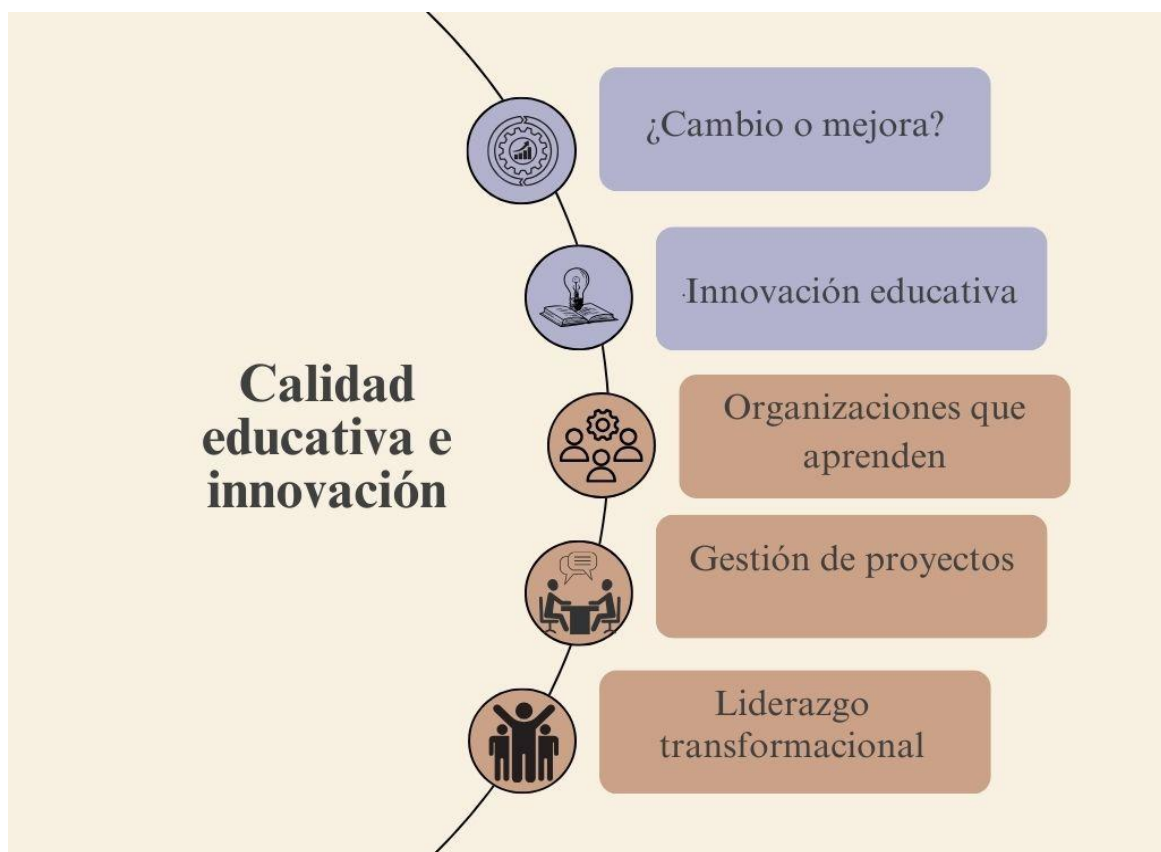 ¿Cambio o mejora?
Innovación educativa
Calidad
educativa e
innovación
Organizaciones que
aprenden
Gestión de proyectos
Liderazgo
transformacional